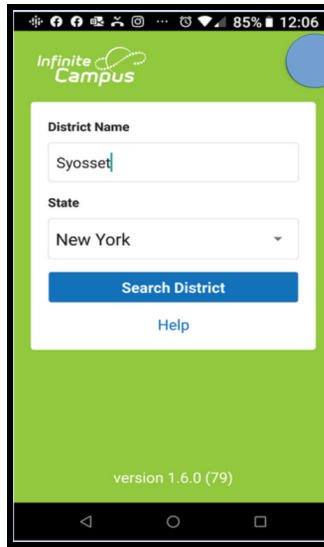 85% 12:06
Infinite
Campus
District Name
Syosset
State
New York
Search District
Help
version 1.6.0 (79)